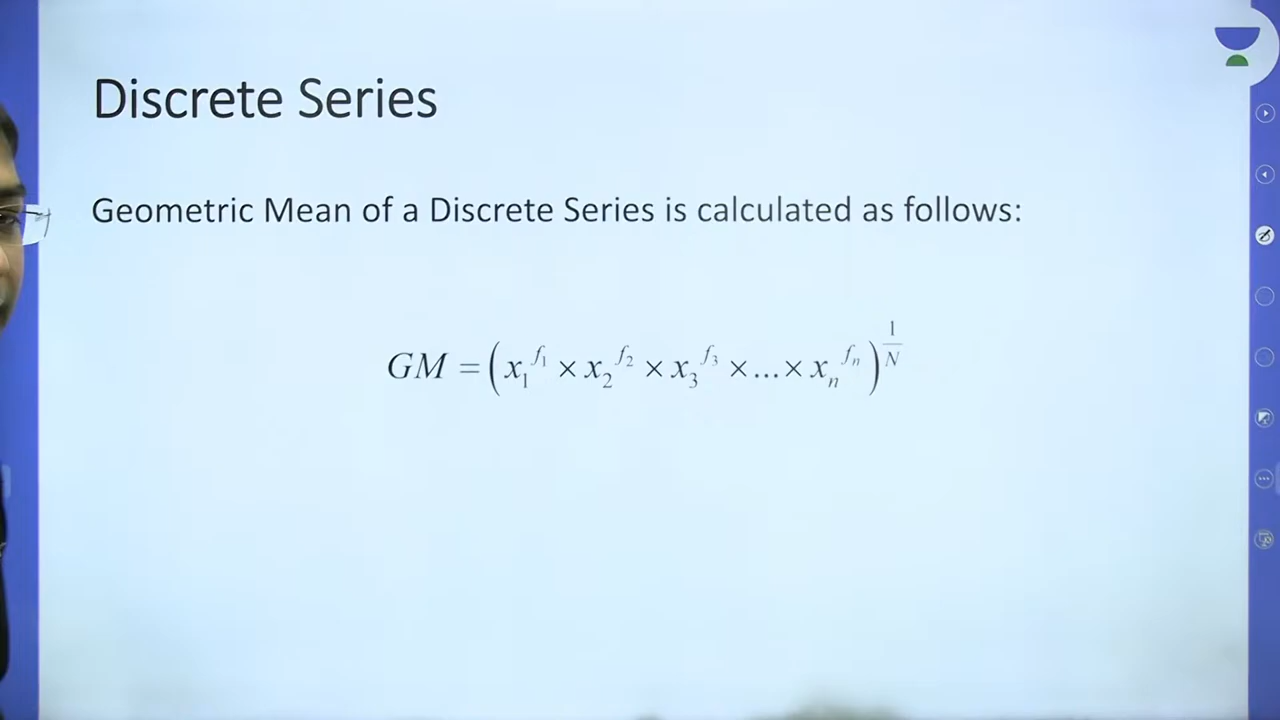 Discrete Series
Geometric Mean of a Discrete Series is calculated as follows:
GM = (x₁^f₁ × x₂^f₂ × x₃^f₃ × ... × xₙ^fₙ)^(1/N)